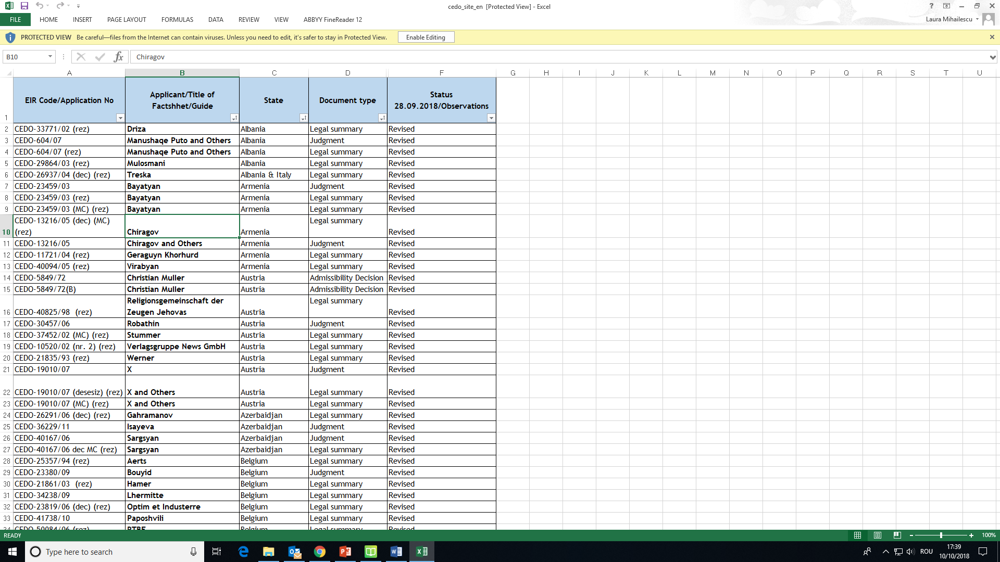 cedo_site_en [Protected View] - Excel
FILE HOME INSERT PAGE LAYOUT FORMULAS DATA REVIEW VIEW ABBYY FineReader 12 Laura Mihailescu
PROTECTED VIEW Be careful—files from the Internet can contain viruses. Unless you need to edit, it's safer to stay in Protected View. Enable Editing
B10 fx Chiragov
A B C D F G H I J K L M N O P Q R S T U
1 EIR Code/Application No Applicant/Title of Factshhet/Guide State Document type Status 28.09.2018/Observations
2 CEDO-33771/02 (rez) Driza Albania Legal summary Revised
3 CEDO-604/07 Manushaqe Puto and Others Albania Judgment Revised
4 CEDO-604/07 (rez) Manushaqe Puto and Others Albania Legal summary Revised
5 CEDO-29864/03 (rez) Mulosmani Albania Legal summary Revised
6 CEDO-26937/04 (dec) (rez) Treska Albania & Italy Legal summary Revised
7 CEDO-23459/03 Bayatyan Armenia Judgment Revised
8 CEDO-23459/03 (rez) Bayatyan Armenia Legal summary Revised
9 CEDO-23459/03 (MC) (rez) Bayatyan Armenia Legal summary Revised
10 CEDO-13216/05 (dec) (MC) (rez) Chiragov Armenia Legal summary Revised
11 CEDO-13216/05 Chiragov and Others Armenia Judgment Revised
12 CEDO-11721/04 (rez) Geraguyn Khorhurd Armenia Legal summary Revised
13 CEDO-40094/05 (rez) Virabyan Armenia Legal summary Revised
14 CEDO-5849/72 Christian Muller Austria Admissibility Decision Revised
15 CEDO-5849/72(B) Christian Muller Austria Admissibility Decision Revised
16 CEDO-40825/98 (rez) Religionsgemeinschaft der Zeugen Jehovas Austria Legal summary Revised
17 CEDO-30457/06 Robathin Austria Judgment Revised
18 CEDO-37452/02 (MC) (rez) Stummer Austria Legal summary Revised
19 CEDO-10520/02 (nr. 2) (rez) Verlagsgruppe News GmbH Austria Legal summary Revised
20 CEDO-21835/93 (rez) Werner Austria Legal summary Revised
21 CEDO-19010/07 X Austria Judgment Revised
22 CEDO-19010/07 (desesiz) (rez) X and Others Austria Legal summary Revised
23 CEDO-19010/07 (MC) (rez) X and Others Austria Legal summary Revised
24 CEDO-26291/06 (dec) (rez) Gahramanov Azerbaidjan Legal summary Revised
25 CEDO-36229/11 Isayeva Azerbaidjan Judgment Revised
26 CEDO-40167/06 Sargsyan Azerbaidjan Judgment Revised
27 CEDO-40167/06 dec MC (rez) Sargsyan Azerbaidjan Legal summary Revised
28 CEDO-25357/94 (rez) Aerts Belgium Legal summary Revised
29 CEDO-23380/09 Bouyid Belgium Judgment Revised
30 CEDO-21861/03 (rez) Hamer Belgium Legal summary Revised
31 CEDO-34238/09 Lhermitte Belgium Legal summary Revised
32 CEDO-23819/06 (dec) (rez) Optim et Industerre Belgium Legal summary Revised
33 CEDO-41738/10 Paposhvili Belgium Legal summary Revised
34 CEDO-50084/06 (rez) RTBF Belgium Legal summary Revised
READY 100%
Type here to search ROU 17:39
10/10/2018